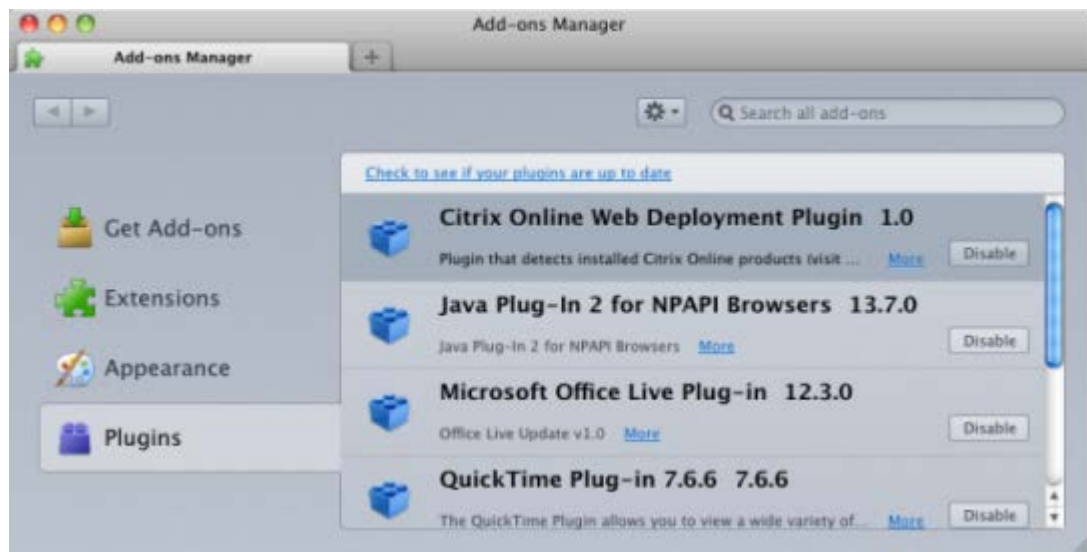 Add-ons Manager
Add-ons Manager
Search all add-ons
Check to see if your plugins are up to date
Get Add-ons
Extensions
Appearance
Plugins
Citrix Online Web Deployment Plugin 1.0
Plugin that detects installed Citrix Online products (visit ... More Disable
Java Plug-In 2 for NPAPI Browsers 13.7.0
Java Plug-In 2 for NPAPI Browsers More Disable
Microsoft Office Live Plug-in 12.3.0
Office Live Update v1.0 More Disable
QuickTime Plug-in 7.6.6 7.6.6
The QuickTime Plugin allows you to view a wide variety of... More Disable